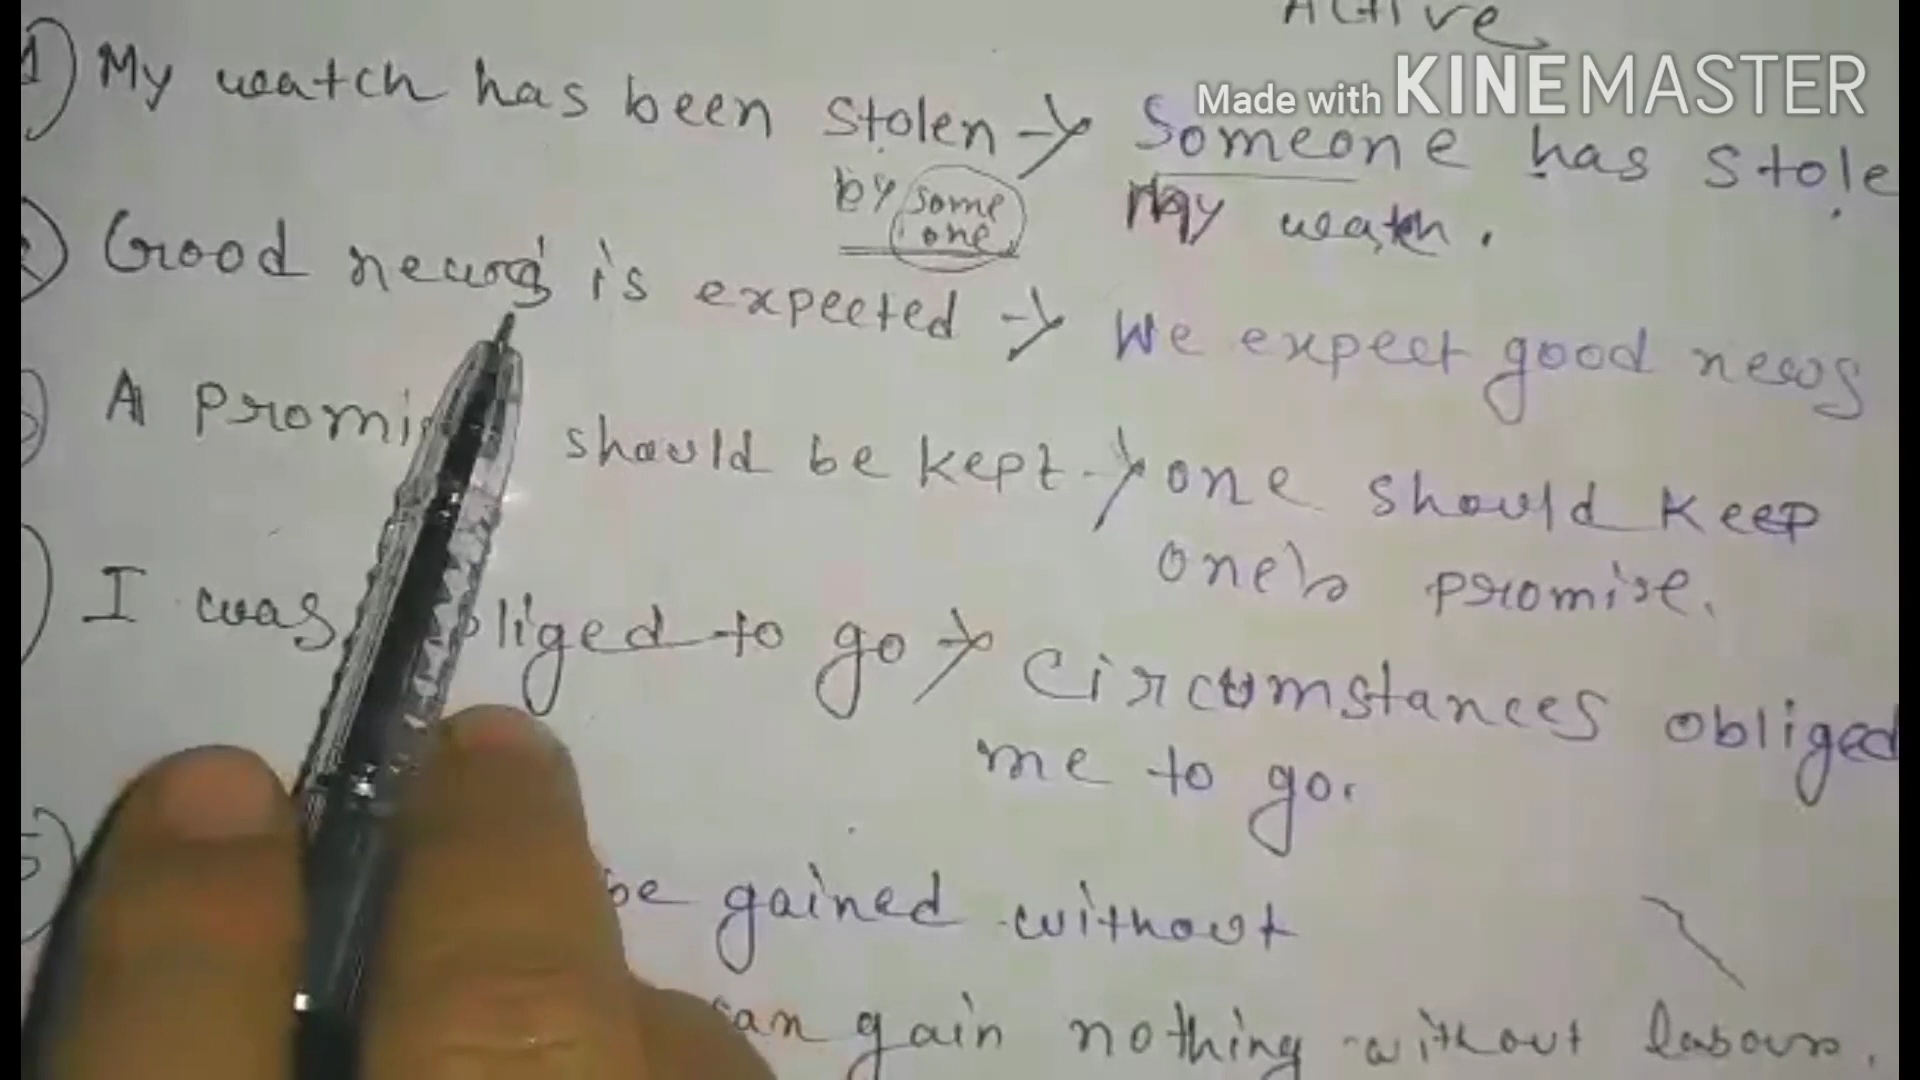 Active
Made with KINEMASTER
1) My watch has been stolen → Someone has stole
by some one
My watch.
Good news is expected → We expect good news
A promi should be kept → one should keep
one's promise.
I was obliged to go → Circumstances obliged
me to go.
5) be gained without
can gain nothing without labour.